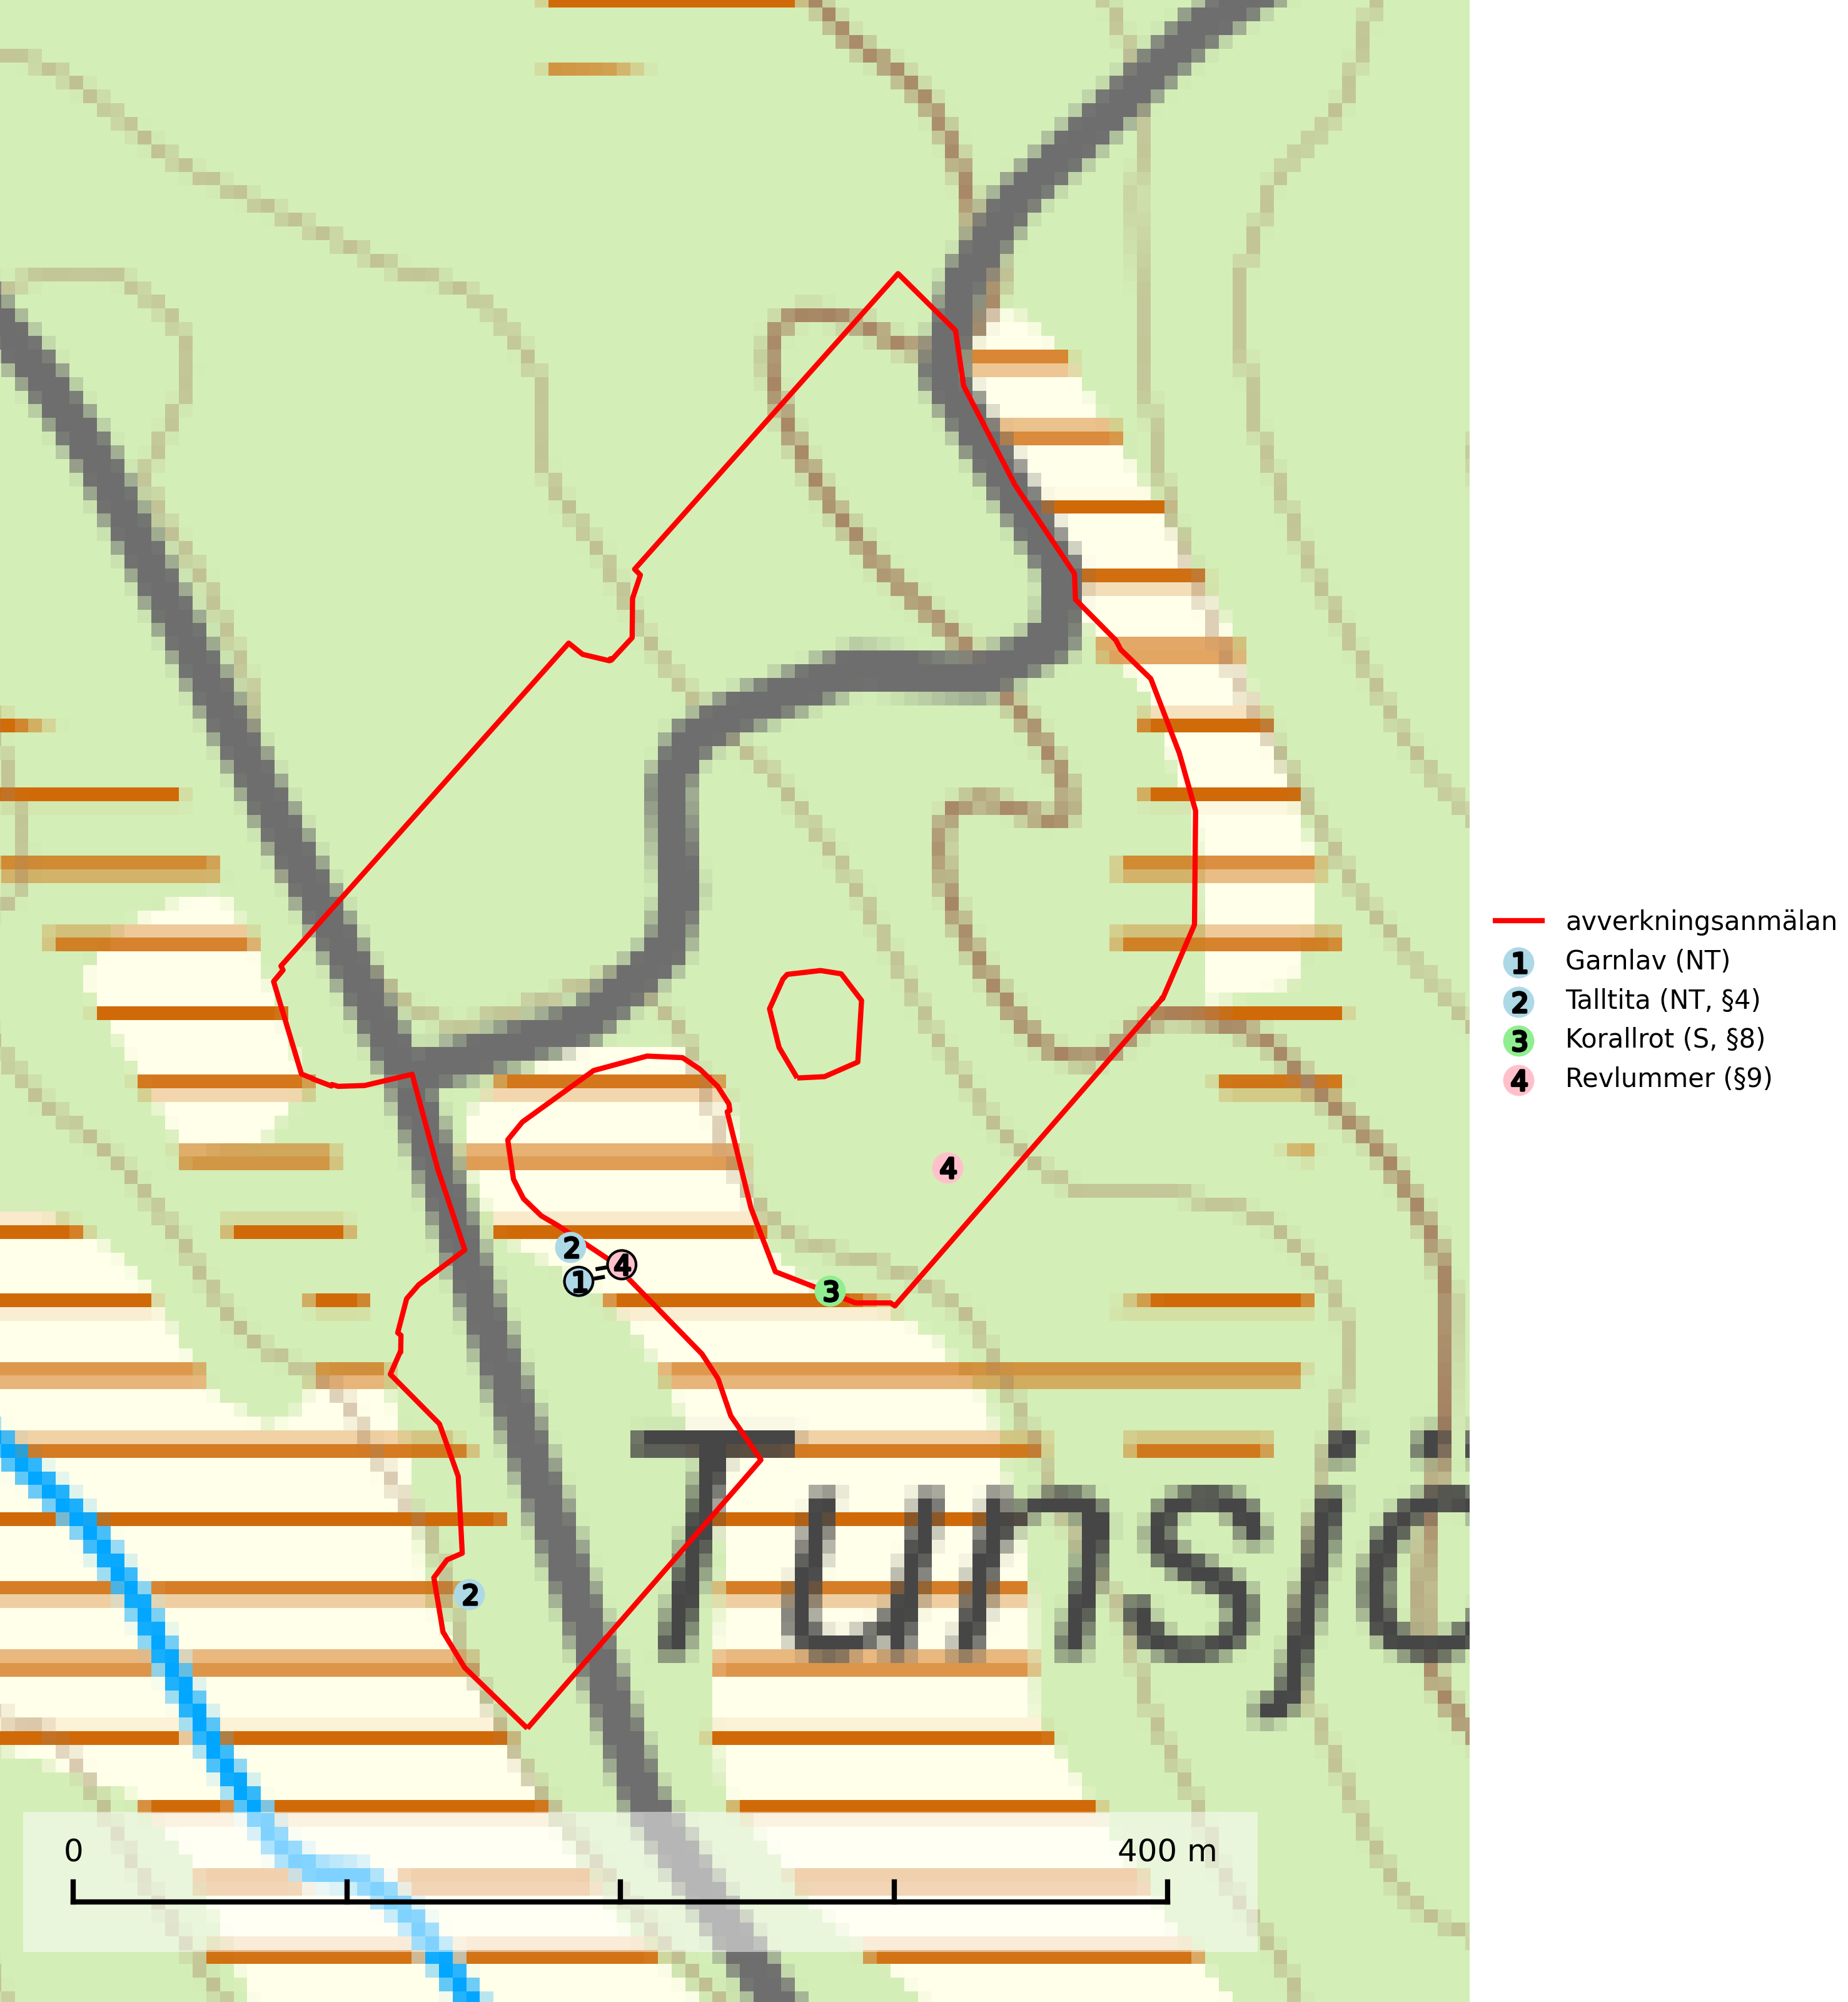 avverkningsanmälan
1 Garnlav (NT)
2 Talltita (NT, §4)
3 Korallrot (S, §8)
4 Revlummer (§9)
4
2
4
1
3
2
0 400 m